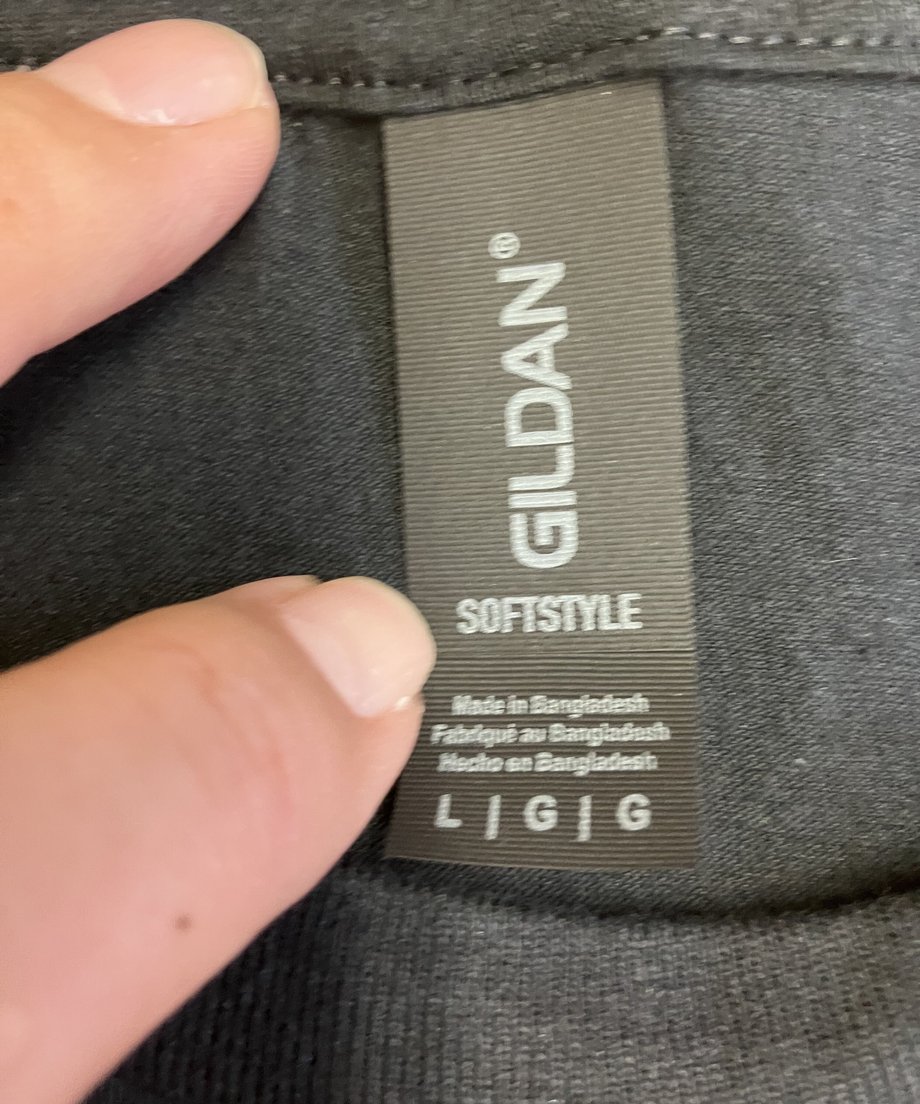 GILDAN®
SOFTSTYLE
Made in Bangladesh
Fabriqué au Bangladesh
Hecho en Bangladesh
L | G | G